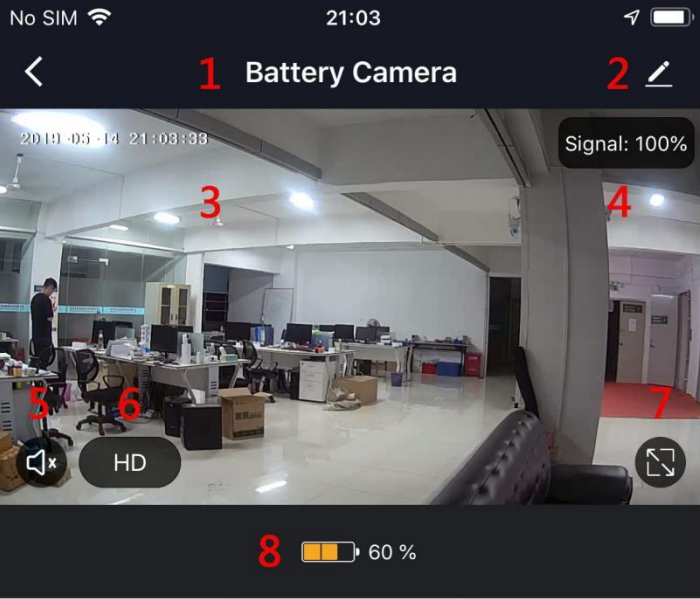 No SIM 21:03
1 Battery Camera 2
2019-05-14 21:03:33
Signal: 100%
3 4
5 6 7
HD
8 60 %